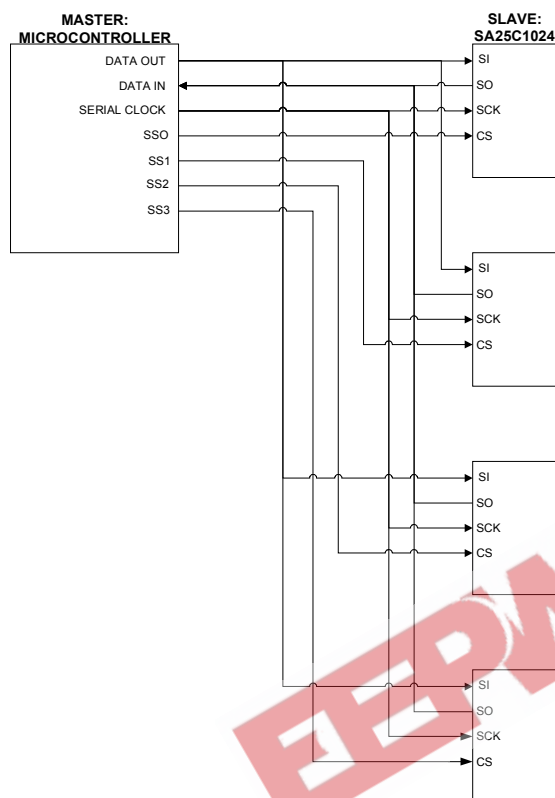 MASTER:
MICROCONTROLLER
DATA OUT
DATA IN
SERIAL CLOCK
SSO
SS1
SS2
SS3
SLAVE:
SA25C1024
SI
SO
SCK
CS
SI
SO
SCK
CS
SI
SO
SCK
CS
SI
SO
SCK
CS
EEPW